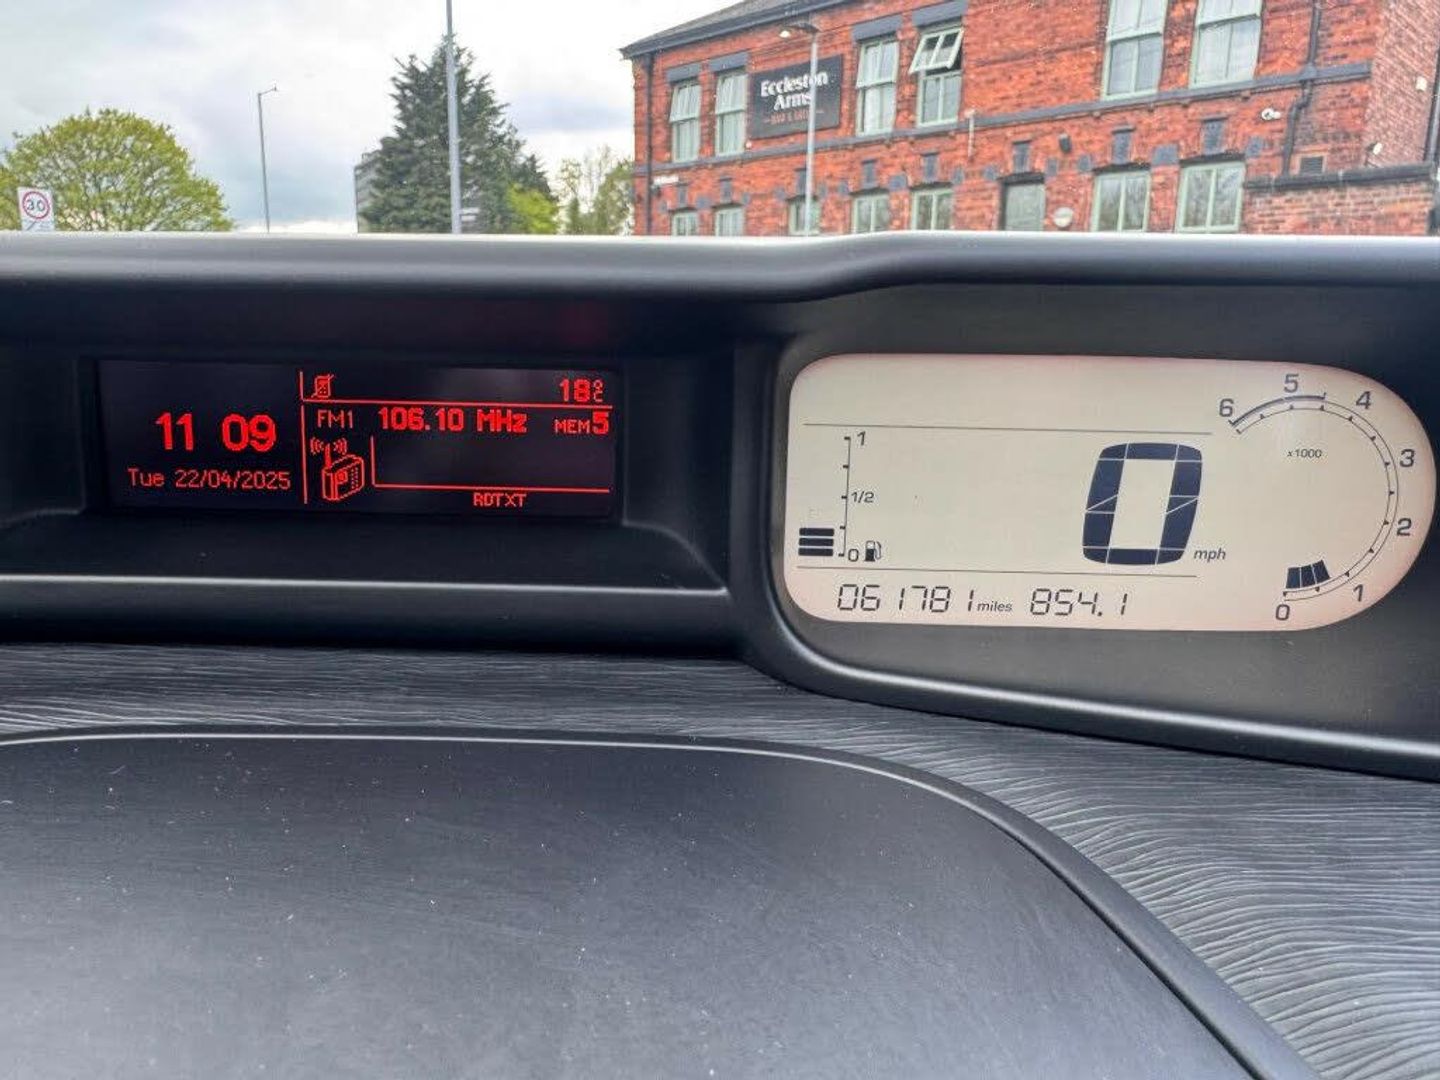 Eccleston
Arms
30
11 09
Tue 22/04/2025
18°C
FM1 106.10 MHz MEM5
RDTXT
1
1/2
0
0 mph
061781 miles 854.1
6 5 4 3 2 1 0
x1000